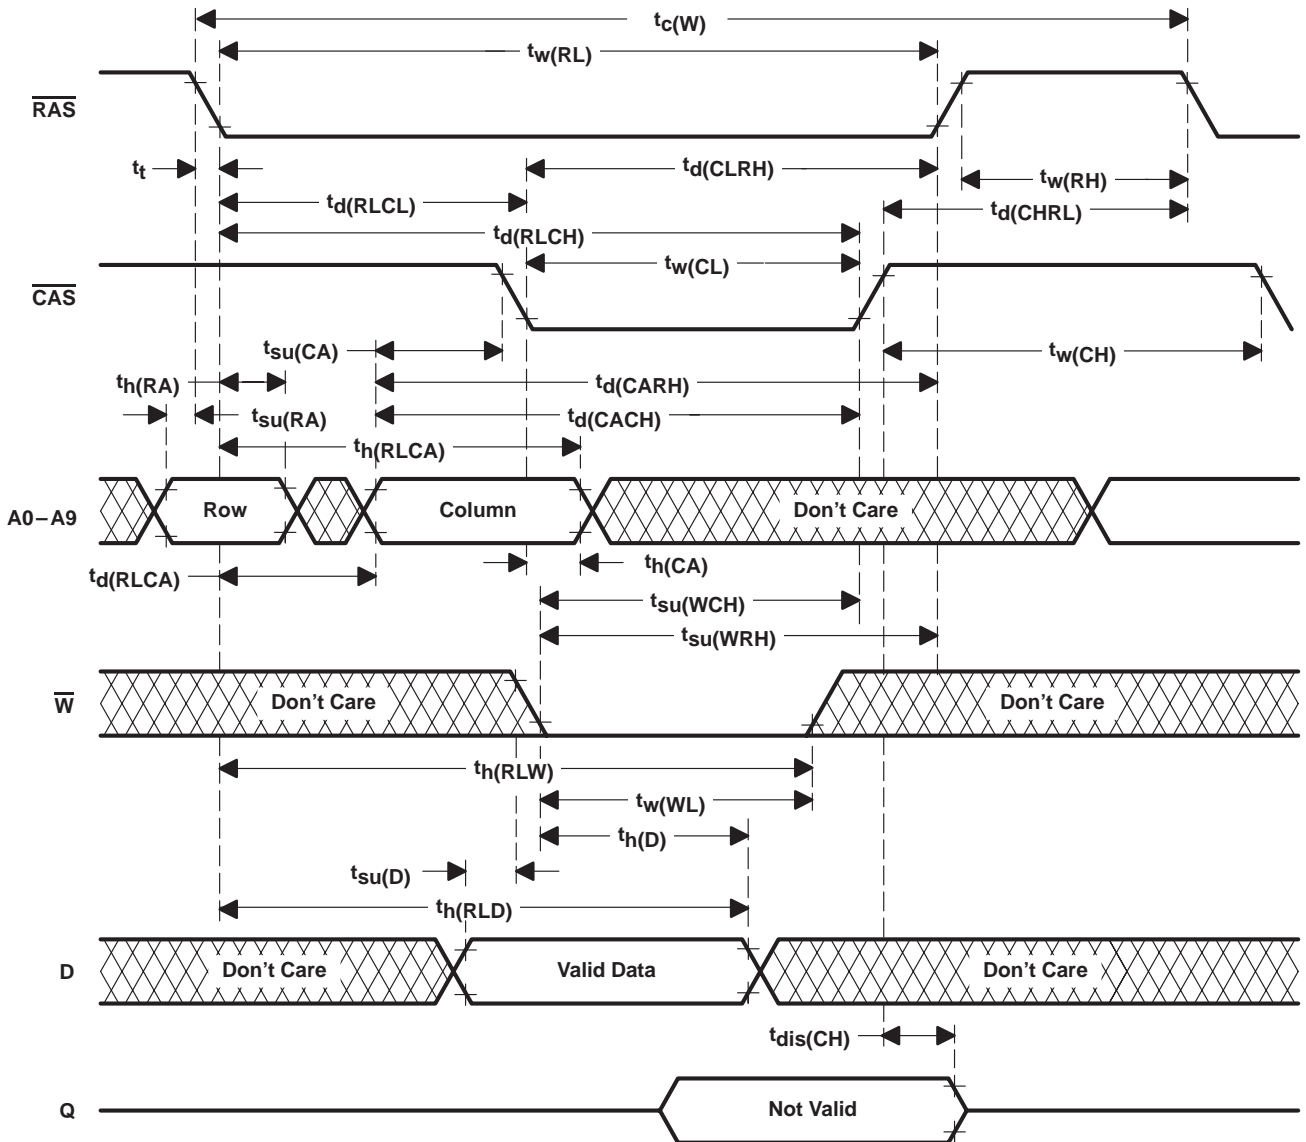 tc(W)
tw(RL)
RAS
tt
td(CLRH)
tw(RH)
td(RLCL)
td(CHRL)
td(RLCH)
tw(CL)
CAS
tsu(CA)
tw(CH)
th(RA)
td(CARH)
tsu(RA)
td(CACH)
th(RLCA)
A0–A9
Row
Column
Don't Care
td(RLCA)
th(CA)
tsu(WCH)
tsu(WRH)
W
Don't Care
Don't Care
th(RLW)
tw(WL)
th(D)
tsu(D)
th(RLD)
D
Don't Care
Valid Data
Don't Care
tdis(CH)
Q
Not Valid